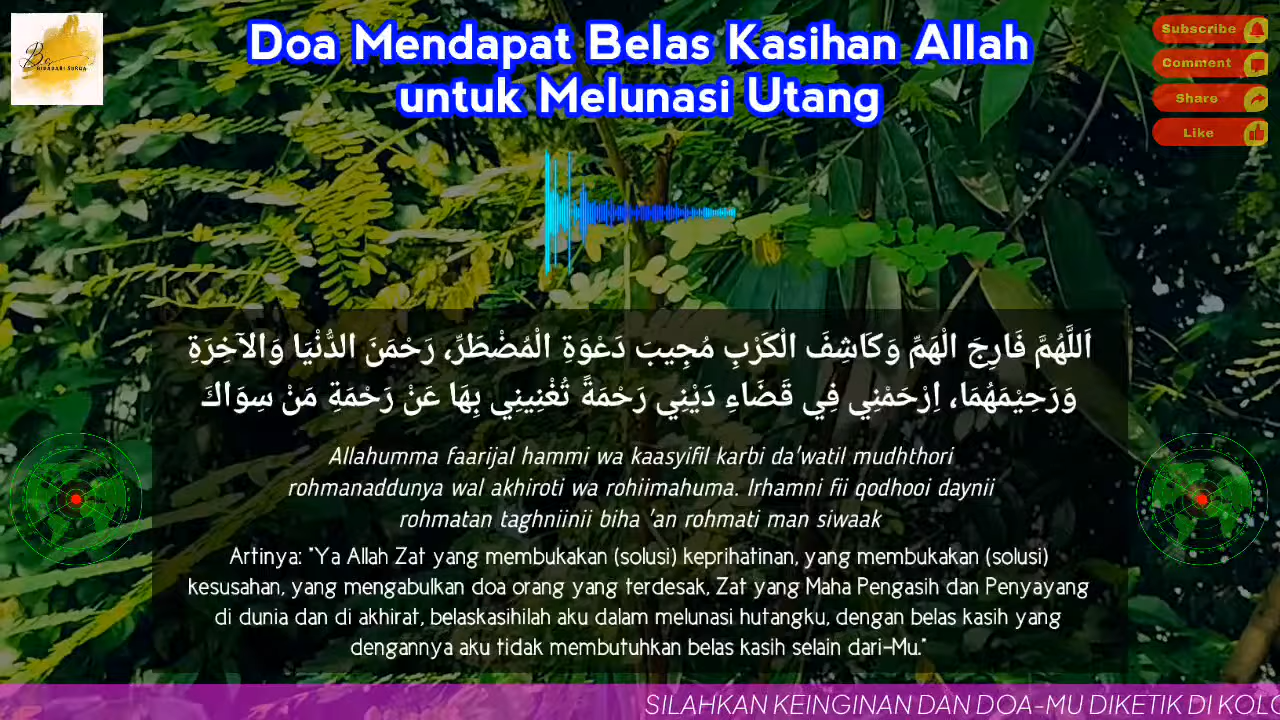 Doa Mendapat Belas Kasihan Allah
untuk Melunasi Utang
Subscribe
Comment
Share
Like
اَللَّهُمَّ فَارِجَ الْهَمِّ وَكَاشِفَ الْكَرْبِ مُجِيبَ دَعْوَةِ الْمُضْطَرِّ، رَحْمَنَ الدُّنْيَا وَالآخِرَةِ
وَرَحِيْمَهُمَا، اِرْحَمْنِي فِي قَضَاءِ دَيْنِي رَحْمَةً تُغْنِينِي بِهَا عَنْ رَحْمَةِ مَنْ سِوَاكَ
Allahumma faarijal hammi wa kaasyifil karbi da'watil mudhthori
rohmanaddunya wal akhiroti wa rohiimahuma. Irhamni fii qodhooi daynii
rohmatan taghniinii biha 'an rohmati man siwaak
Artinya: "Ya Allah Zat yang membukakan (solusi) keprihatinan, yang membukakan (solusi)
kesusahan, yang mengabulkan doa orang yang terdesak, Zat yang Maha Pengasih dan Penyayang
di dunia dan di akhirat, belaskasihilah aku dalam melunasi hutangku, dengan belas kasih yang
dengannya aku tidak membutuhkan belas kasih selain dari-Mu."
SILAHKAN KEINGINAN DAN DOA-MU DIKETIK DI KOLO